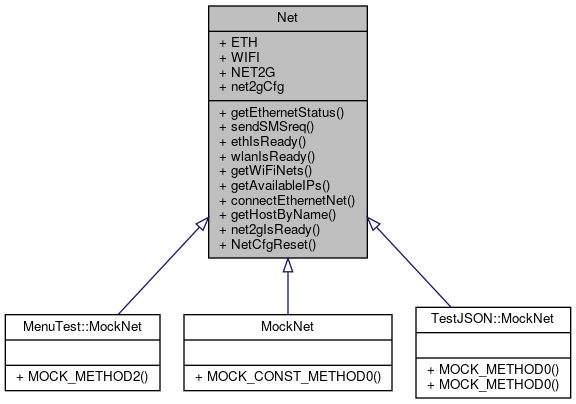 Net
+ ETH
+ WIFI
+ NET2G
+ net2gCfg
+ getEthernetStatus()
+ sendSMSreq()
+ ethIsReady()
+ wlanIsReady()
+ getWiFiNets()
+ getAvailableIPs()
+ connectEthernetNet()
+ getHostByName()
+ net2gIsReady()
+ NetCfgReset()
MenuTest::MockNet
+ MOCK_METHOD2()
MockNet
+ MOCK_CONST_METHOD0()
TestJSON::MockNet
+ MOCK_METHOD0()
+ MOCK_METHOD0()